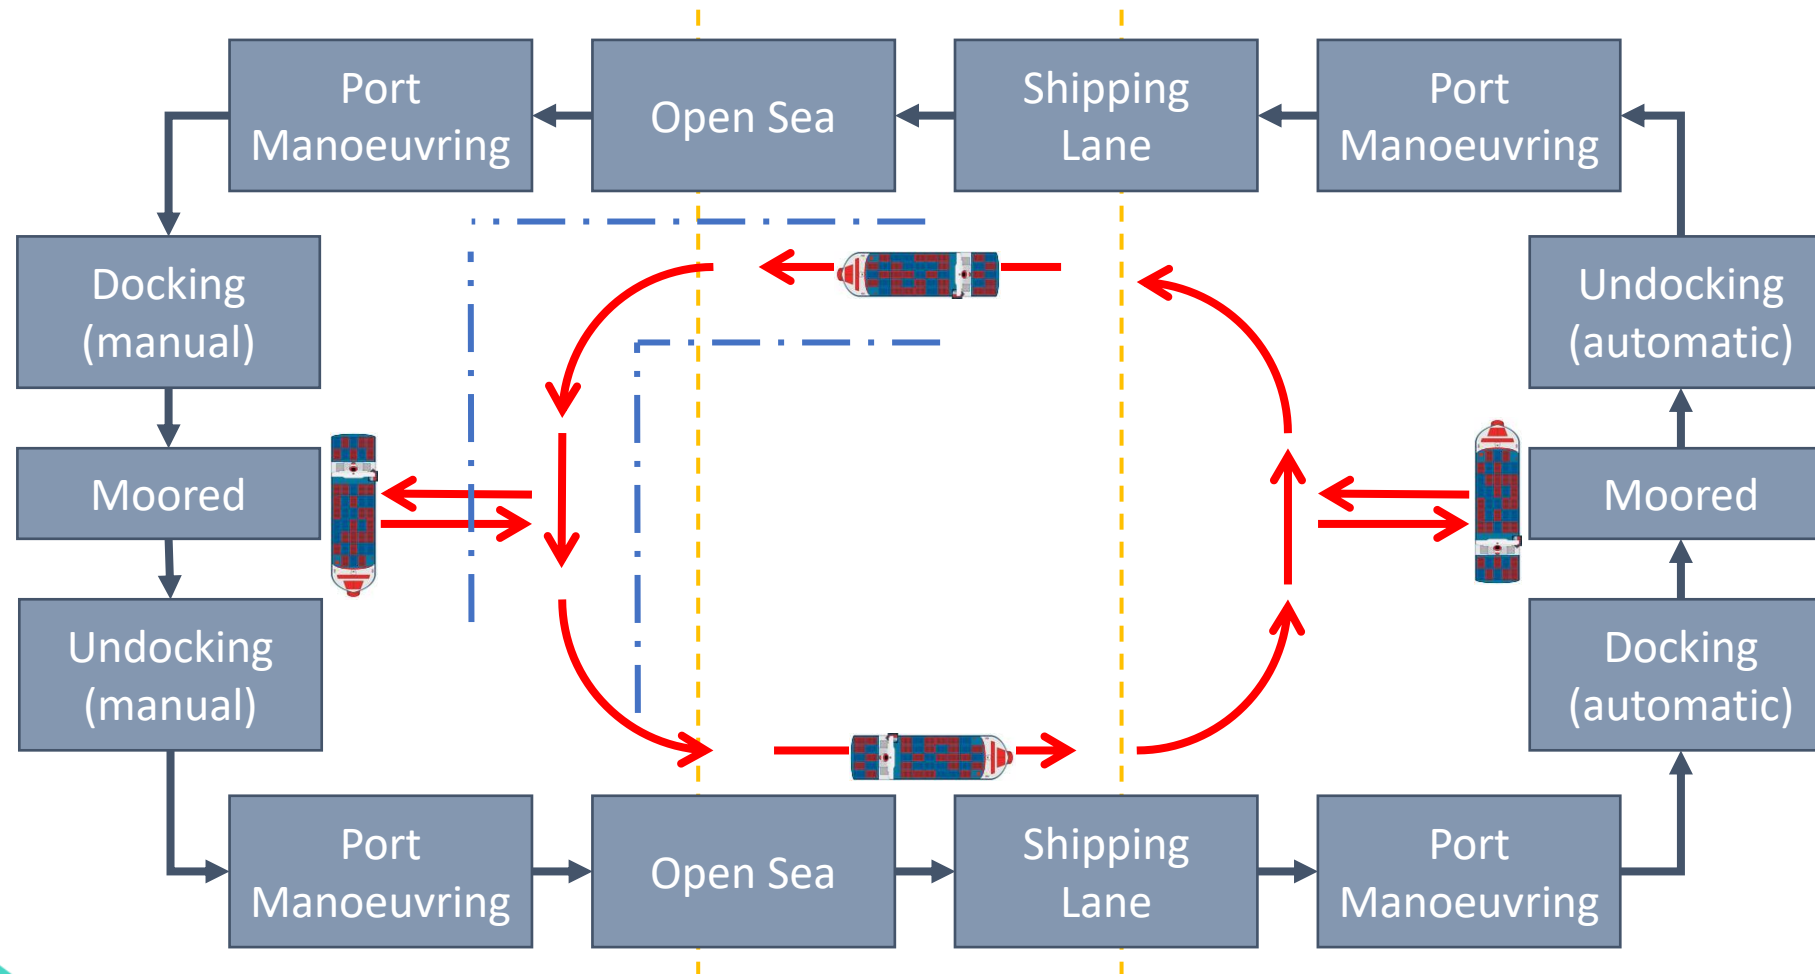 Port
Manoeuvring
Open Sea
Shipping
Lane
Port
Manoeuvring
Docking
(manual)
Undocking
(automatic)
Moored
Moored
Undocking
(manual)
Docking
(automatic)
Port
Manoeuvring
Open Sea
Shipping
Lane
Port
Manoeuvring